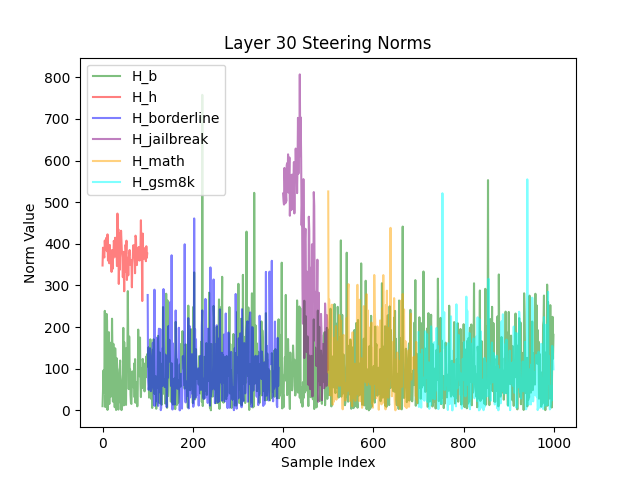 Layer 30 Steering Norms
H_b
H_h
H_borderline
H_jailbreak
H_math
H_gsm8k
Norm Value
800
700
600
500
400
300
200
100
0
0 200 400 600 800 1000
Sample Index